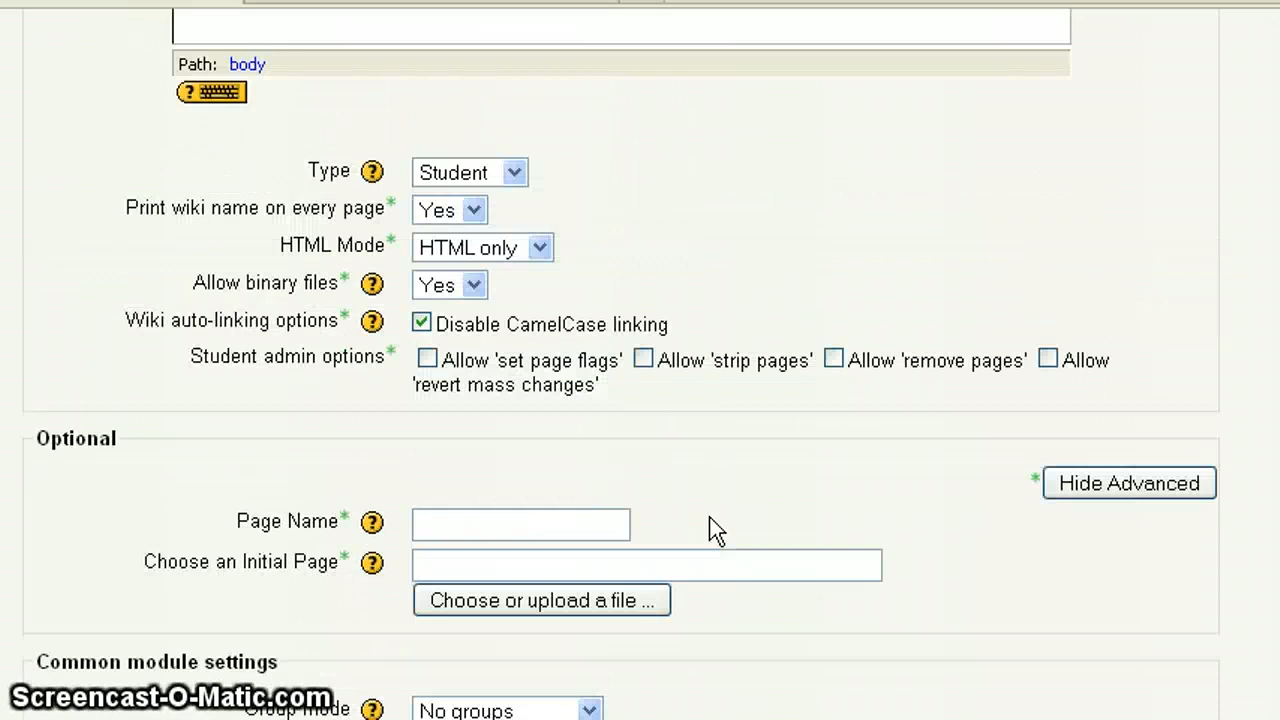 Path: body
?
Type ? Student
Print wiki name on every page* Yes
HTML Mode* HTML only
Allow binary files* ? Yes
Wiki auto-linking options* ? Disable CamelCase linking
Student admin options* Allow 'set page flags' Allow 'strip pages' Allow 'remove pages' Allow
'revert mass changes'
Optional
* Hide Advanced
Page Name* ?
Choose an Initial Page* ?
Choose or upload a file ...
Common module settings
Screencast-O-Matic.com
Group mode ? No groups